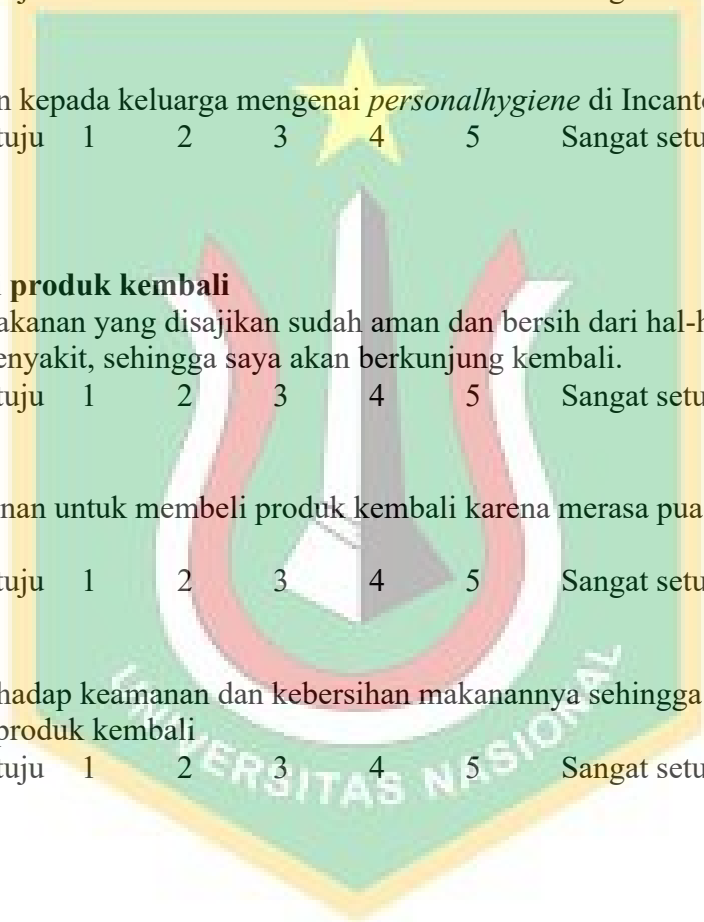 n kepada keluarga mengenai personalhygiene di Incant
tuju 1 2 3 4 5 Sangat setu
produk kembali
akanan yang disajikan sudah aman dan bersih dari hal-h
enyakit, sehingga saya akan berkunjung kembali.
tuju 1 2 3 4 5 Sangat setu
nan untuk membeli produk kembali karena merasa pua
tuju 1 2 3 4 5 Sangat setu
hadap keamanan dan kebersihan makanannya sehingga
produk kembali
tuju 1 2 3 4 5 Sangat setu
UNIVERSITAS NASIONAL